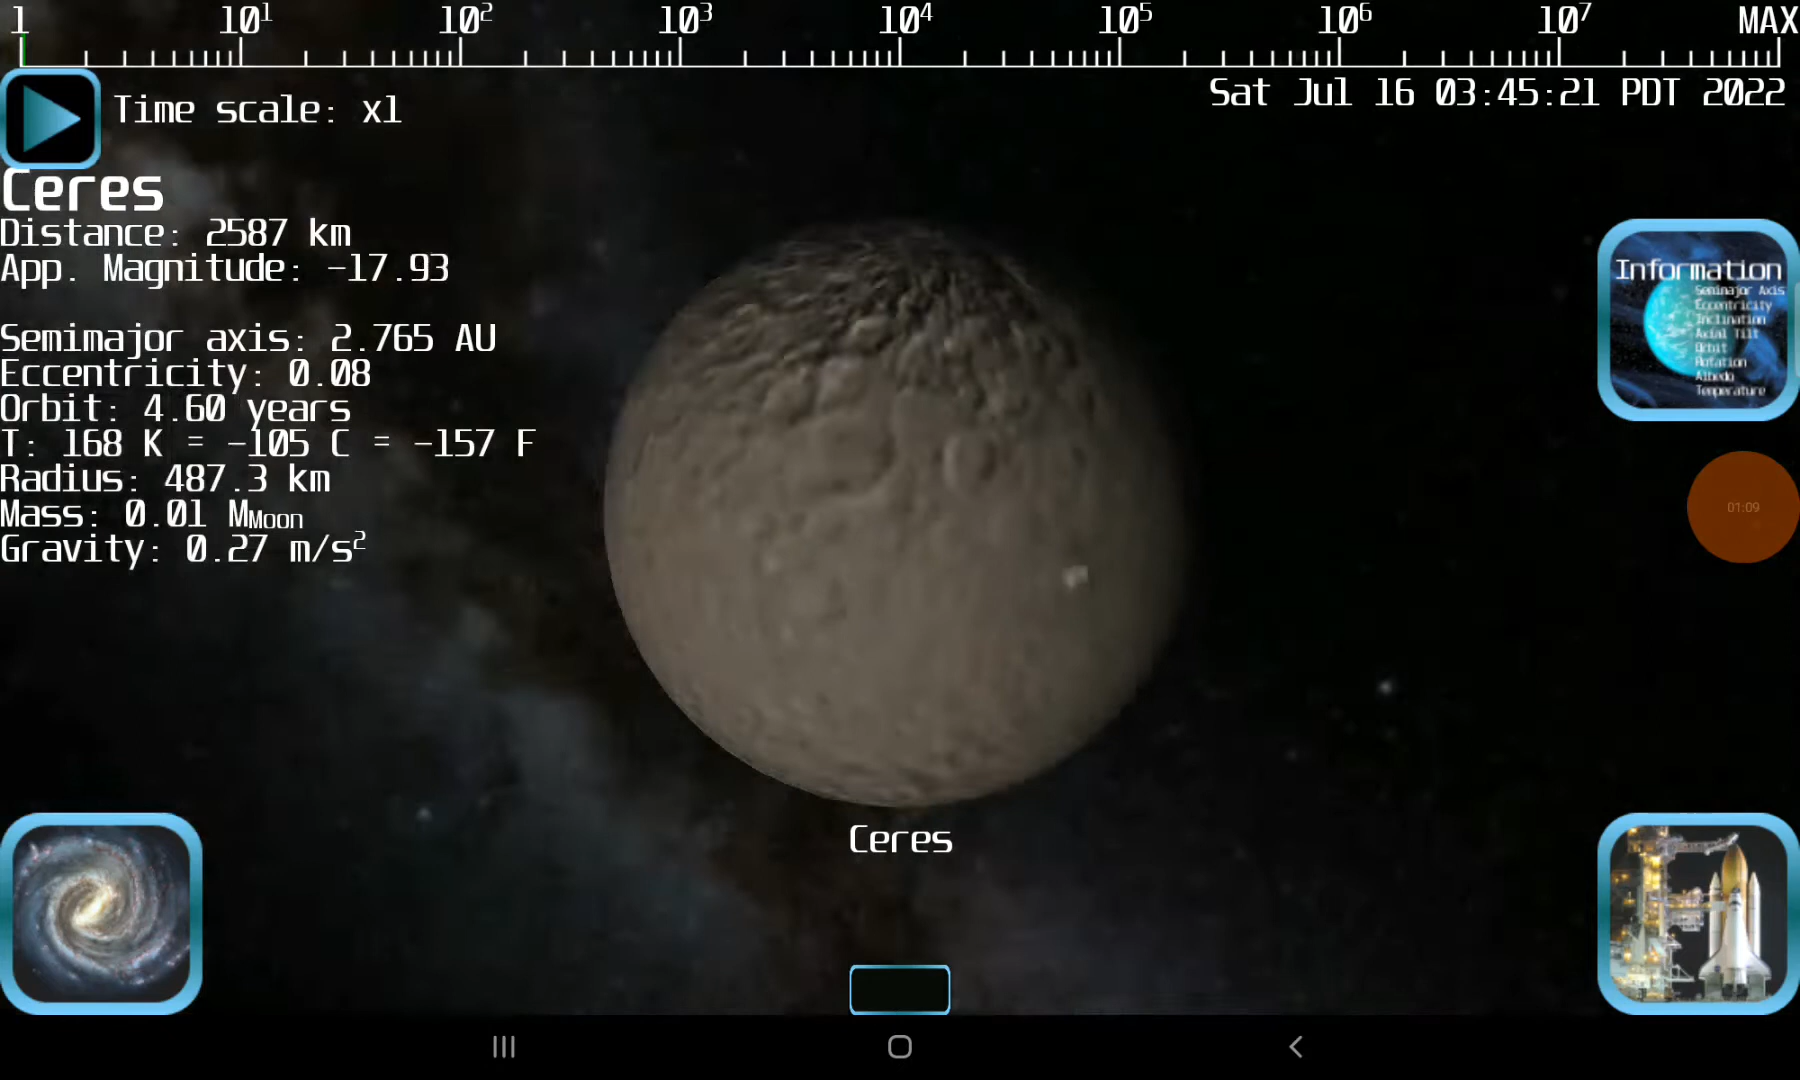 1 10¹ 10² 10³ 10⁴ 10⁵ 10⁶ 10⁷ MAX
Time scale: x1
Sat Jul 16 03:45:21 PDT 2022
Ceres
Distance: 2587 km
App. Magnitude: -17.93
Semimajor axis: 2.765 AU
Eccentricity: 0.08
Orbit: 4.60 years
T: 168 K = -105 C = -157 F
Radius: 487.3 km
Mass: 0.01 MMoon
Gravity: 0.27 m/s²
Information
Semimajor Axis
Eccentricity
Inclination
Axial Tilt
Orbit
Rotation
Albedo
Temperature
01:09
Ceres